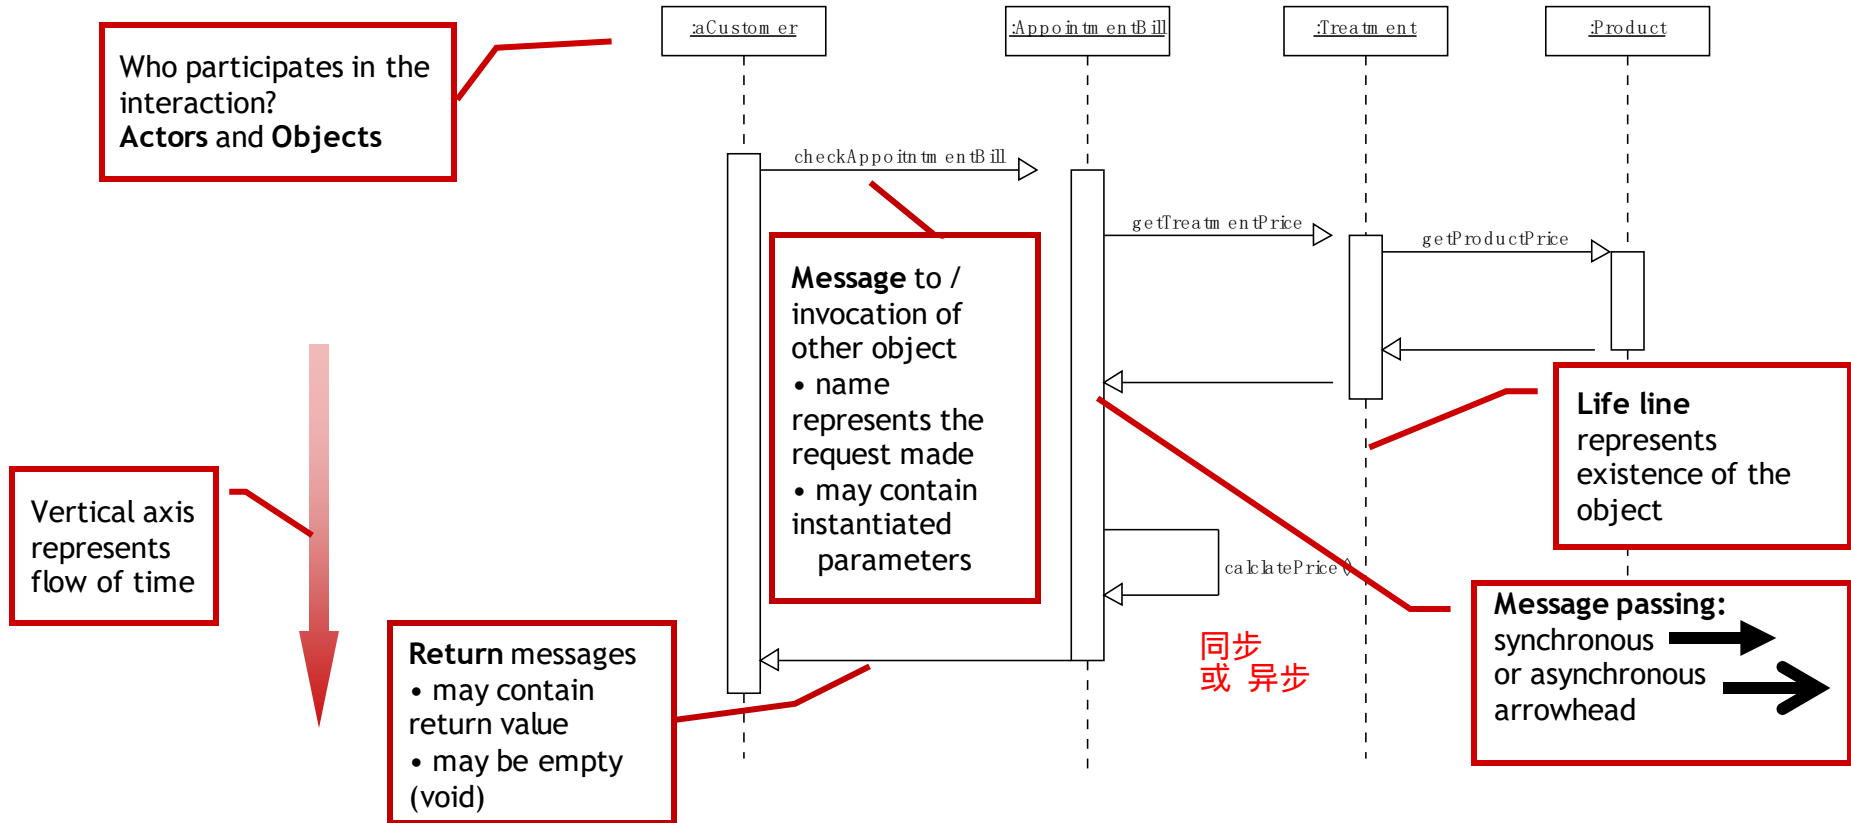 :aCustomer
:AppointmentBill
:Treatment
:Product
Who participates in the
interaction?
Actors and Objects
checkAppoitntmentBill
getTreatmentPrice
getProductPrice
Message to /
invocation of
other object
• name
represents the
request made
• may contain
instantiated
parameters
Life line
represents
existence of the
object
Vertical axis
represents
flow of time
calclatePrice()
Message passing:
synchronous
or asynchronous
arrowhead
同步
或 异步
Return messages
• may contain
return value
• may be empty
(void)